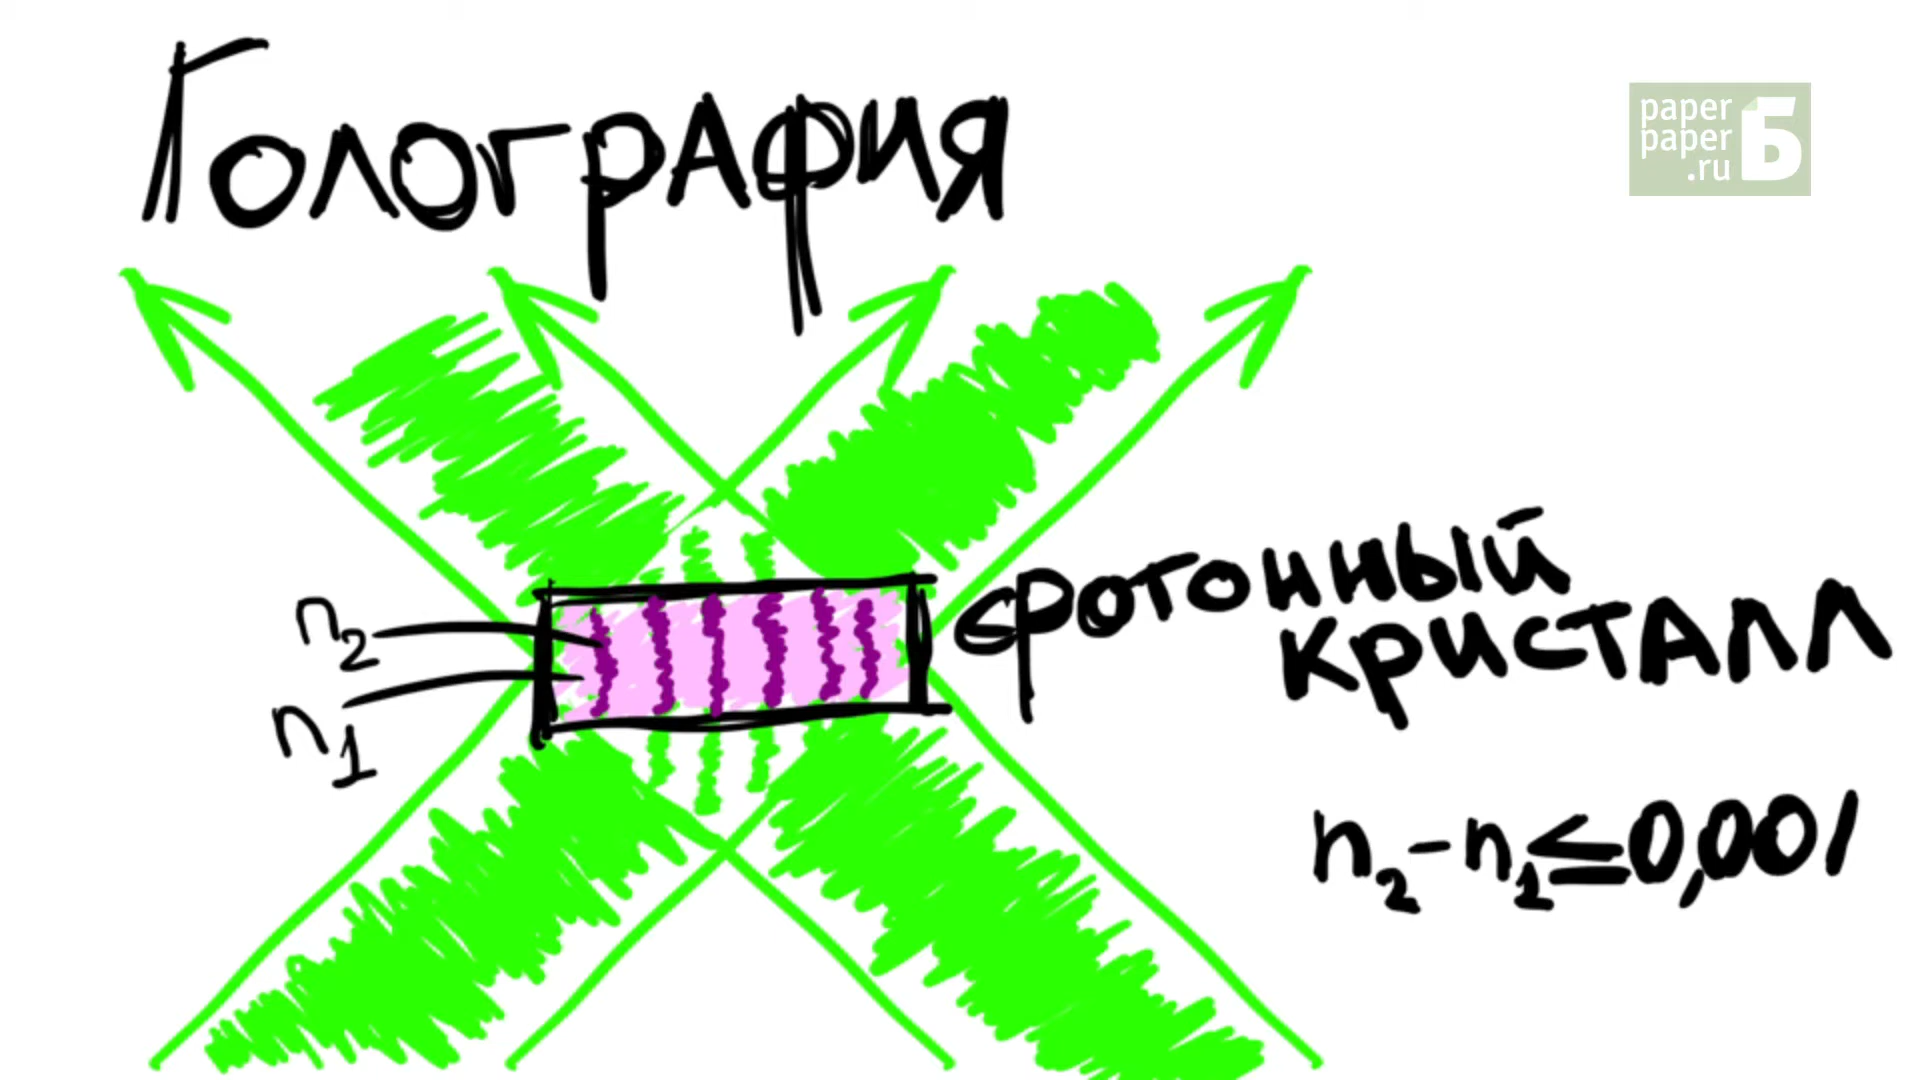 Голография
paper
paper
.ru
Б
фотонный
кристалл
n₂
n₁
n₂-n₁≤0,001